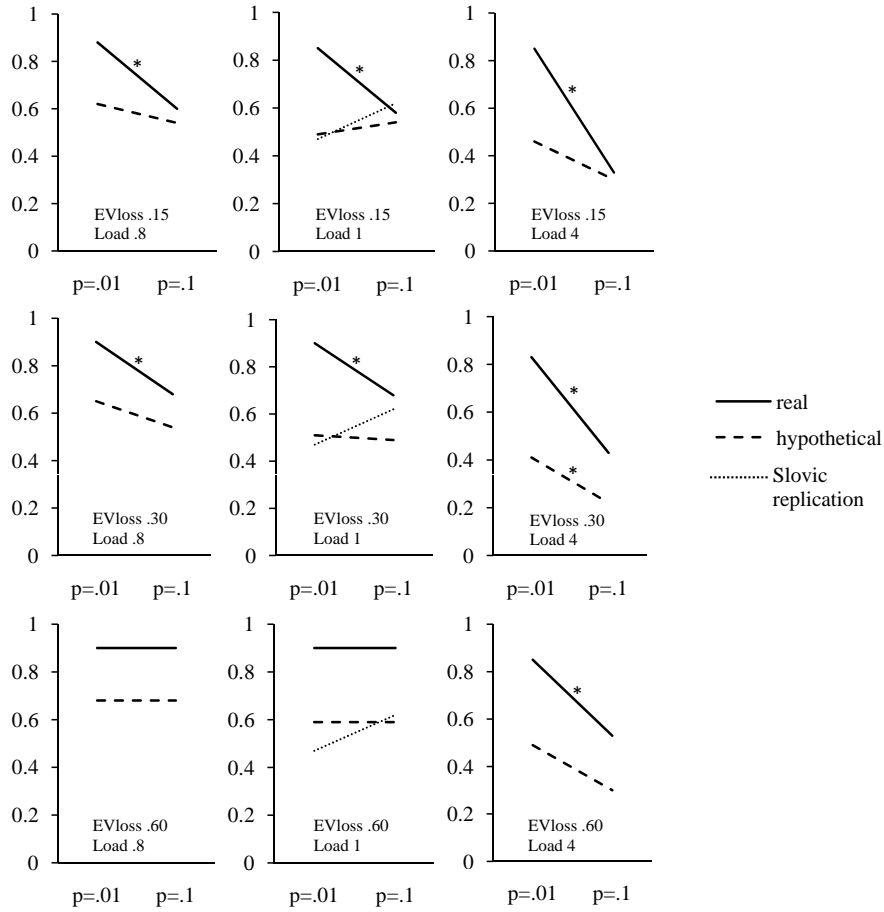 1
0.8
0.6
0.4
0.2
0
*
EVloss .15
Load .8
p=.01 p=.1
1
0.8
0.6
0.4
0.2
0
*
EVloss .15
Load 1
p=.01 p=.1
1
0.8
0.6
0.4
0.2
0
*
EVloss .15
Load 4
p=.01 p=.1
1
0.8
0.6
0.4
0.2
0
*
EVloss .30
Load .8
p=.01 p=.1
1
0.8
0.6
0.4
0.2
0
*
EVloss .30
Load 1
p=.01 p=.1
1
0.8
0.6
0.4
0.2
0
*
*
EVloss .30
Load 4
p=.01 p=.1
real
hypothetical
Slovic
replication
1
0.8
0.6
0.4
0.2
0
EVloss .60
Load .8
p=.01 p=.1
1
0.8
0.6
0.4
0.2
0
EVloss .60
Load 1
p=.01 p=.1
1
0.8
0.6
0.4
0.2
0
*
EVloss .60
Load 4
p=.01 p=.1